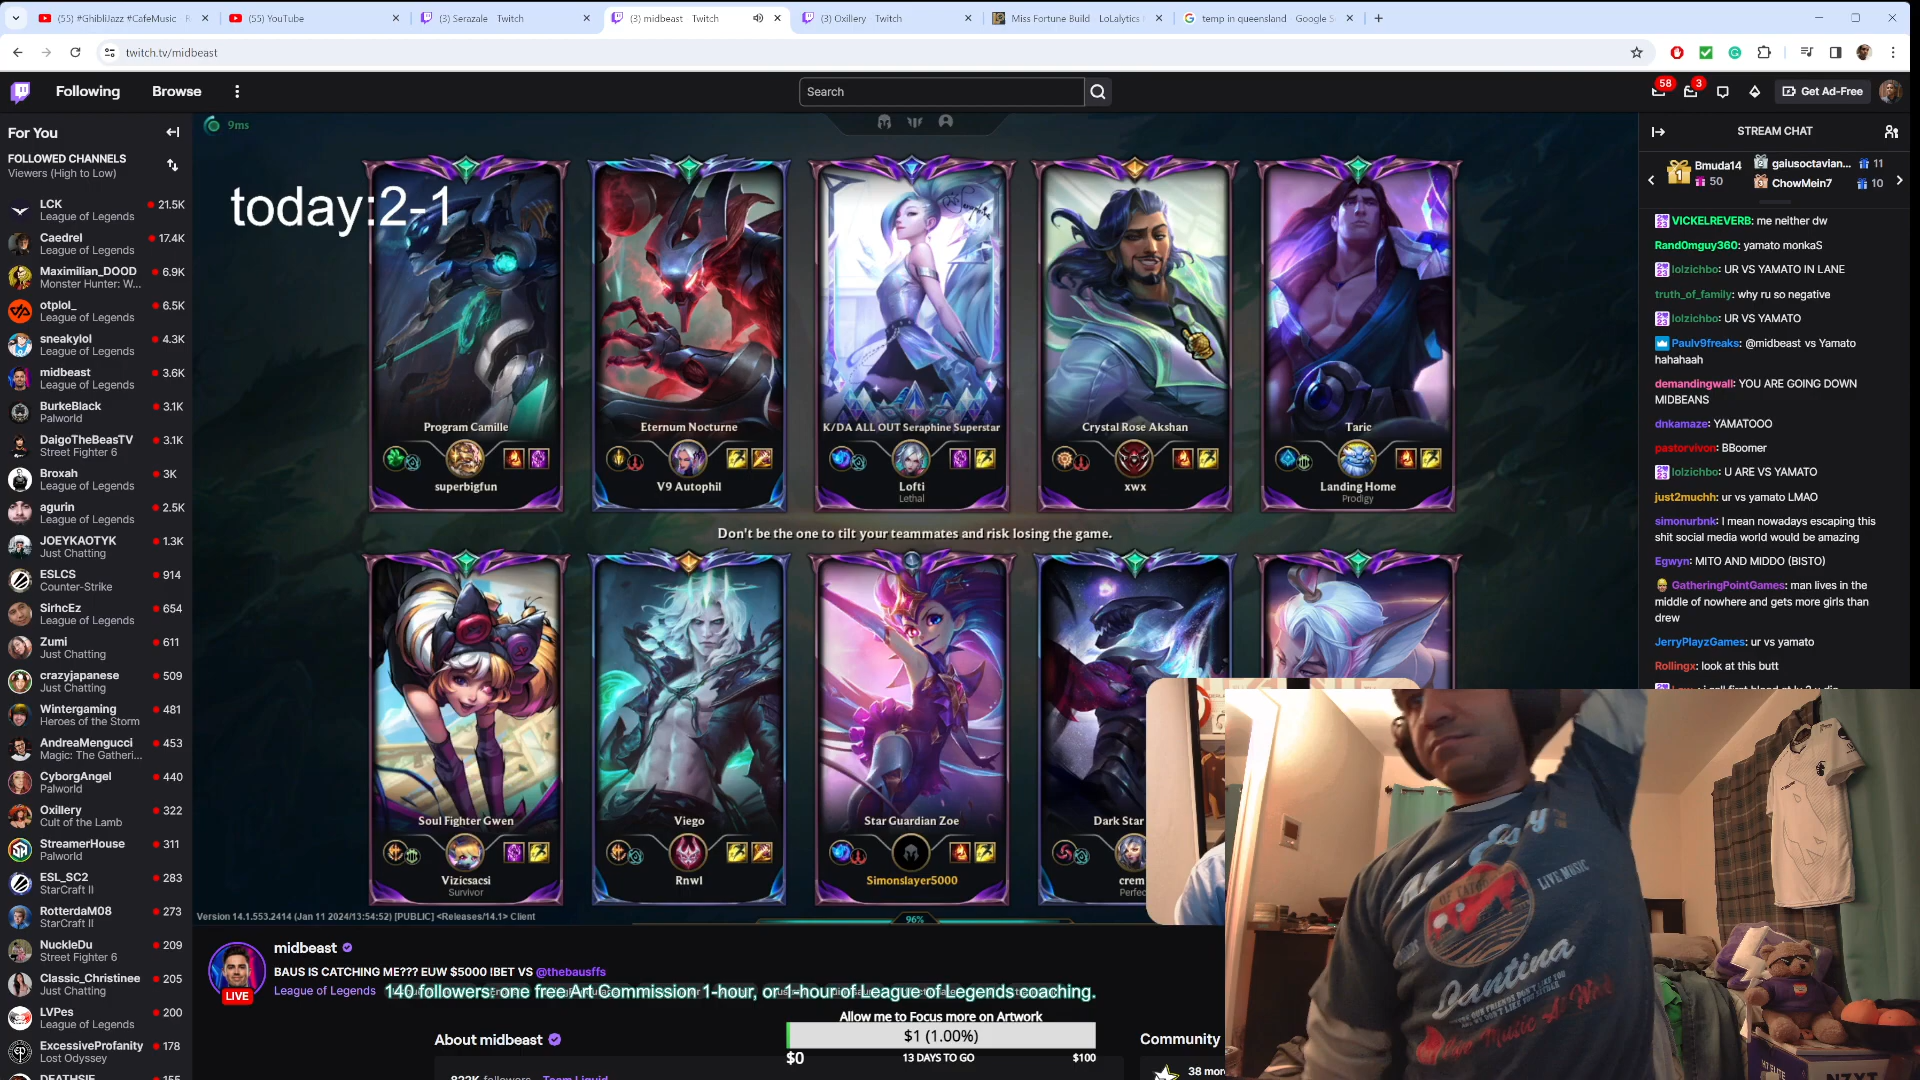 (55) #GhibliJazz #CafeMusic
(55) YouTube
(3) Serazale - Twitch
(3) midbeast - Twitch
(3) Oxillery - Twitch
Miss Fortune Build
LoLalytics
temp in queensland
Google S
twitch.tv/midbeast
Following
Browse
Search
58
3
Get Ad-Free
For You
FOLLOWED CHANNELS
Viewers (High to Low)
LCK 21.5K
League of Legends
Caedrel 17.4K
League of Legends
Maximilian_DOOD 6.9K
Monster Hunter: W...
otplol_ 6.5K
League of Legends
sneakylol 4.3K
League of Legends
midbeast 3.6K
League of Legends
BurkeBlack 3.1K
Palworld
DaigoTheBeasTV 3.1K
Street Fighter 6
Broxah 3K
League of Legends
agurin 2.5K
League of Legends
JOEYKAOTYK 1.3K
Just Chatting
ESLCS 914
Counter-Strike
SirhcEz 654
League of Legends
Zumi 611
Just Chatting
crazyjapanese 509
Just Chatting
Wintergaming 481
Heroes of the Storm
AndreaMengucci 453
Magic: The Gatheri...
CyborgAngel 440
Palworld
Oxillery 322
Cult of the Lamb
StreamerHouse 311
Palworld
ESL_SC2 283
StarCraft II
RotterdaM08 273
StarCraft II
NuckleDu 209
Street Fighter 6
Classic_Christinee 205
Just Chatting
LVPes 200
League of Legends
ExcessiveProfanity 178
Lost Odyssey
9ms
today:2-1
Program Camille
superbigfun
Eternum Nocturne
V9 Autophil
K/DA ALL OUT Seraphine Superstar
Lofti
Lethal
Crystal Rose Akshan
xwx
Taric
Landing Home
Prodigy
Don't be the one to tilt your teammates and risk losing the game.
Soul Fighter Gwen
Vizicsacsi
Survivor
Viego
Rnwl
Star Guardian Zoe
Simonslayer5000
Dark Star
crem
Perfec
Version 14.1.553.2414 (Jan 11 2024/13:54:52) [PUBLIC] <Releases/14.1> Client
96%
STREAM CHAT
1 Bmuda14
50
gaiusoctavian... 11
ChowMein7 10
VICKELREVERB: me neither dw
Rand0mguy360: yamato monkaS
lolzichbo: UR VS YAMATO IN LANE
truth_of_family: why ru so negative
lolzichbo: UR VS YAMATO
Paulv9freaks: @midbeast vs Yamato
hahahaah
demandingwall: YOU ARE GOING DOWN
MIDBEANS
dnkamaze: YAMATOOO
pastorvivon: BBoomer
lolzichbo: U ARE VS YAMATO
just2muchh: ur vs yamato LMAO
simonurbnk: I mean nowadays escaping this
shit social media world would be amazing
Egwyn: MITO AND MIDDO (BISTO)
GatheringPointGames: man lives in the
middle of nowhere and gets more girls than
drew
JerryPlayzGames: ur vs yamato
Rollingx: look at this butt
midbeast
LIVE
BAUS IS CATCHING ME??? EUW $5000 !BET VS @thebausffs
League of Legends
140 followers: one free Art Commission 1-hour, or 1-hour of League of Legends coaching.
Allow me to Focus more on Artwork
$1 (1.00%)
$0
13 DAYS TO GO
$100
About midbeast
followers
Team Liquid
Community
38 mor
LIVE MUSIC
Cantina
NZXT